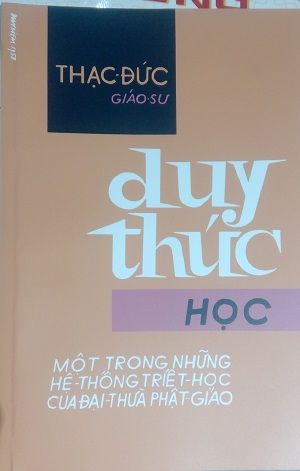 THẠC-ĐỨC
GIÁO-SƯ
duy
thức
HỌC
MỘT TRONG NHỮNG
HỆ-THỐNG TRIẾT-HỌC
CỦA ĐẠI-THỪA PHẬT-GIÁO